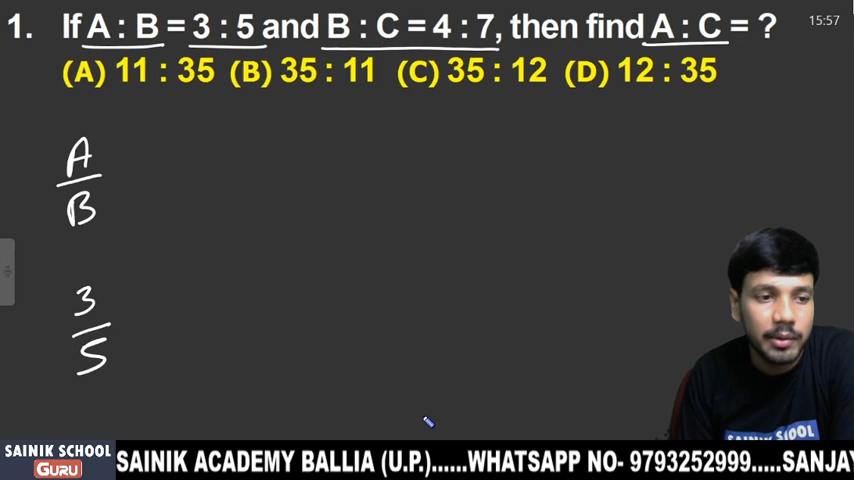 1. If A : B = 3 : 5 and B : C = 4 : 7, then find A : C = ?
15:57
(A) 11 : 35 (B) 35 : 11 (C) 35 : 12 (D) 12 : 35
A
B
3
5
SAINIK SCHOOL
GURU
SAINIK ACADEMY BALLIA (U.P.)......WHATSAPP NO- 9793252999.....SANJAY